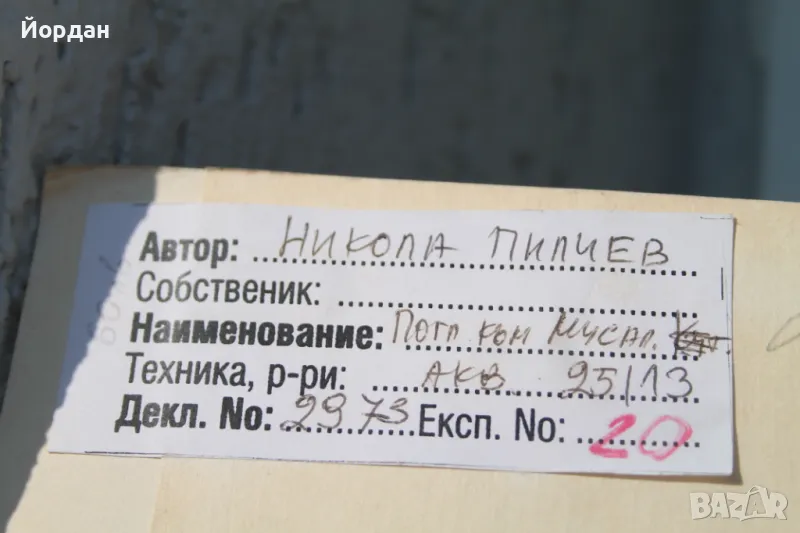 Йордан
Автор: НИКОЛА ПИЛЧЕВ
Собственик:
Наименование: Погл към Мусал.
Техника, р-ри: АКВ. 25/13
Декл. No: 2973 Експ. No: 20
BAZAR